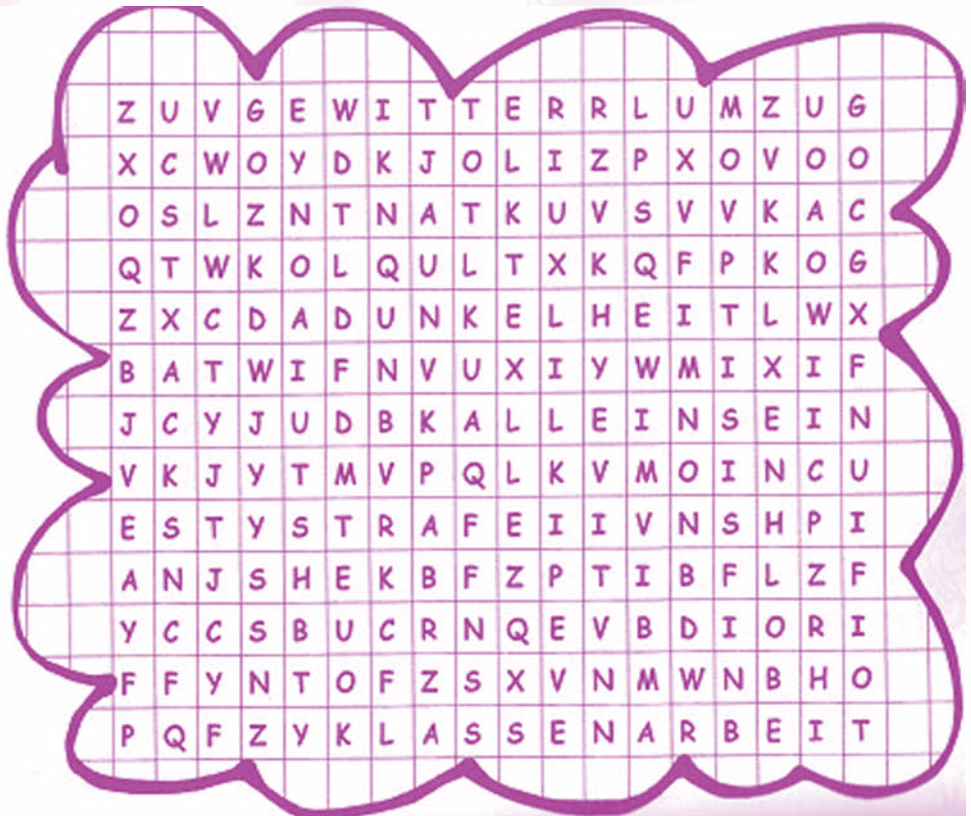 Z U V G E W I T T E R R L U M Z U G
X C W O Y D K J O L I Z P X O V O O
O S L Z N T N A T K U V S V V K A C
Q T W K O L Q U L T X K Q F P K O G
Z X C D A D U N K E L H E I T L W X
B A T W I F N V U X I Y W M I X I F
J C Y J U D B K A L L E I N S E I N
V K J Y T M V P Q L K V M O I N C U
E S T Y S T R A F E I I V N S H P I
A N J S H E K B F Z P T I B F L Z F
Y C C S B U C R N Q E V B D I O R I
F F Y N T O F Z S X V N M W N B H O
P Q F Z Y K L A S S E N A R B E I T